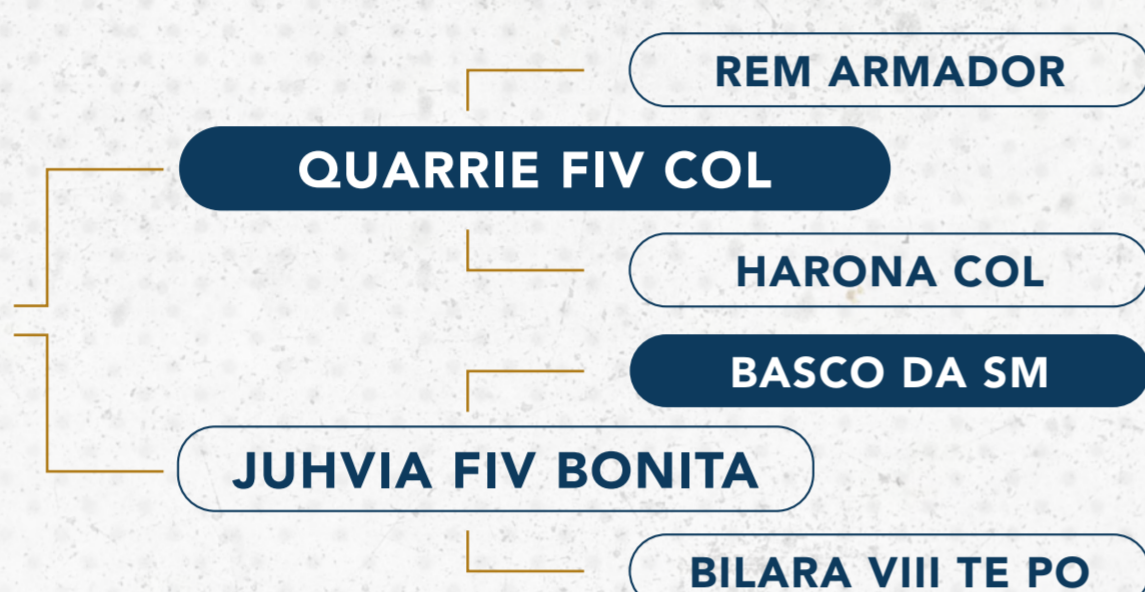 REM ARMADOR
QUARRIE FIV COL
HARONA COL
BASCO DA SM
JUHVIA FIV BONITA
BILARA VIII TE PO